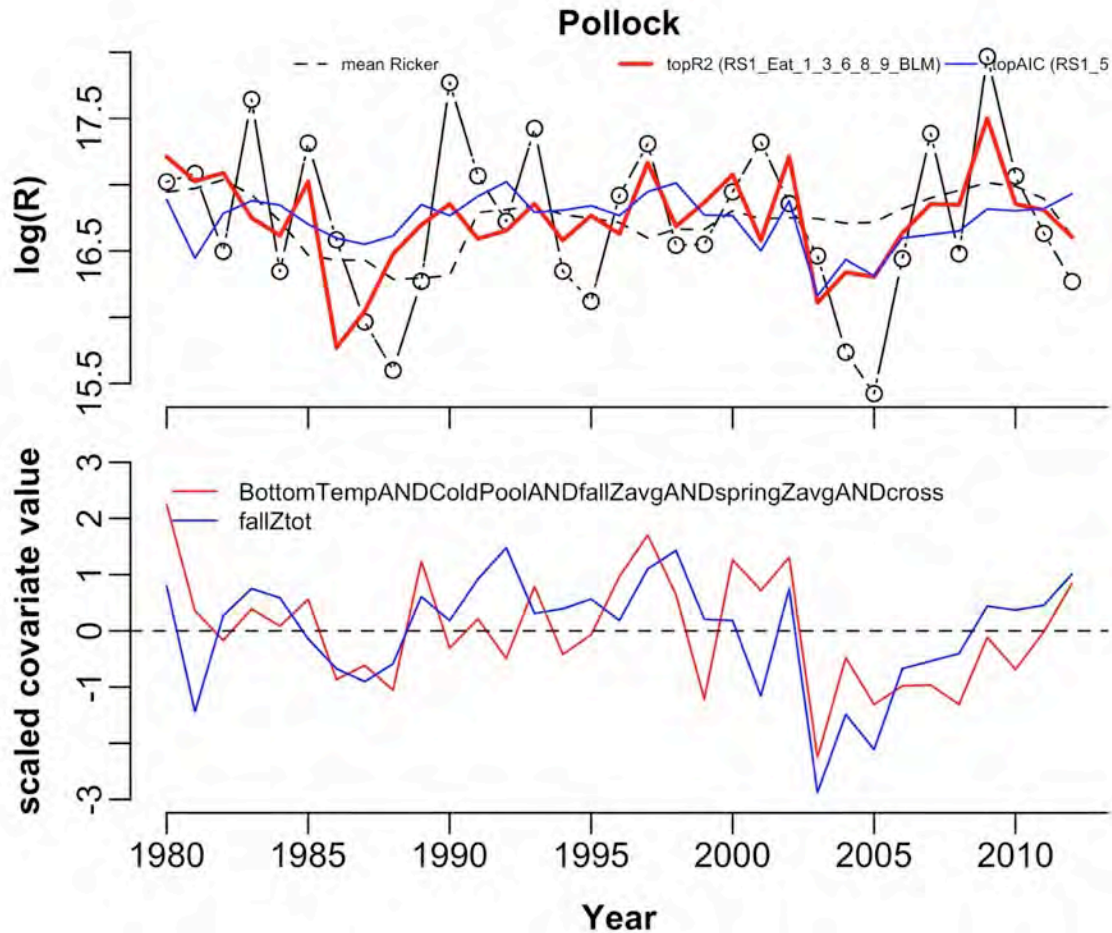 Pollock
mean Ricker topR2 (RS1_Eat_1_3_6_8_9_BLM) topAIC (RS1_5
log(R)
17.5
16.5
15.5
scaled covariate value
3
2
1
0
-1
-3
BottomTempANDColdPoolANDfallZavgANDspringZavgANDcross
fallZtot
1980 1985 1990 1995 2000 2005 2010
Year